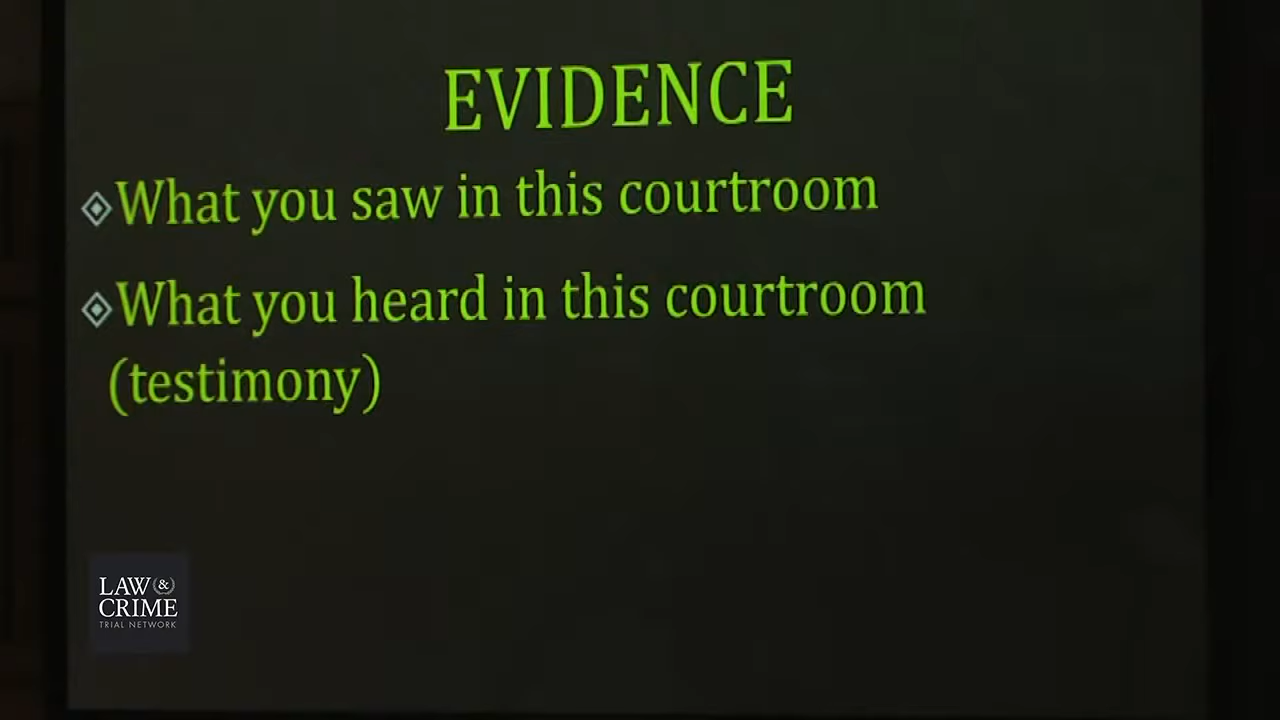 EVIDENCE
What you saw in this courtroom
What you heard in this courtroom
(testimony)
LAW &
CRIME
TRIAL NETWORK